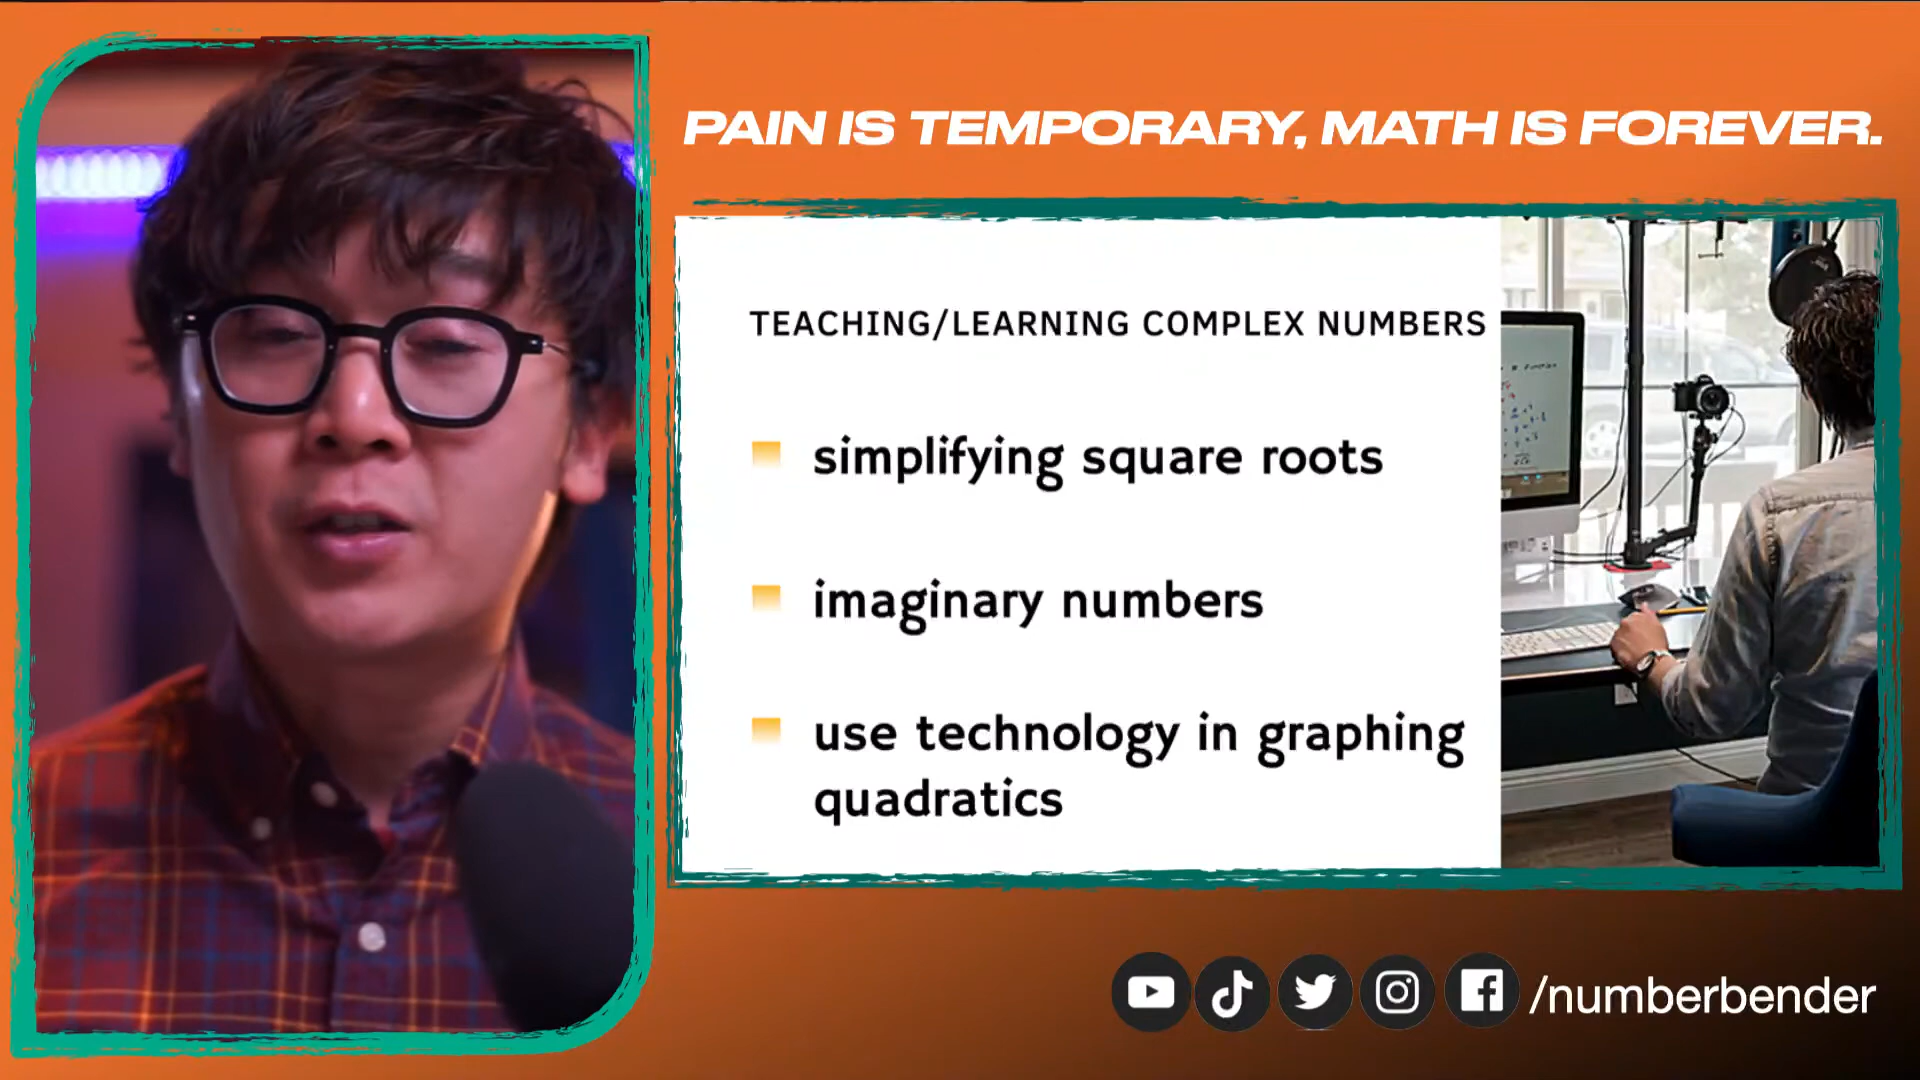 PAIN IS TEMPORARY, MATH IS FOREVER.
TEACHING/LEARNING COMPLEX NUMBERS
simplifying square roots
imaginary numbers
use technology in graphing
quadratics
/numberbender